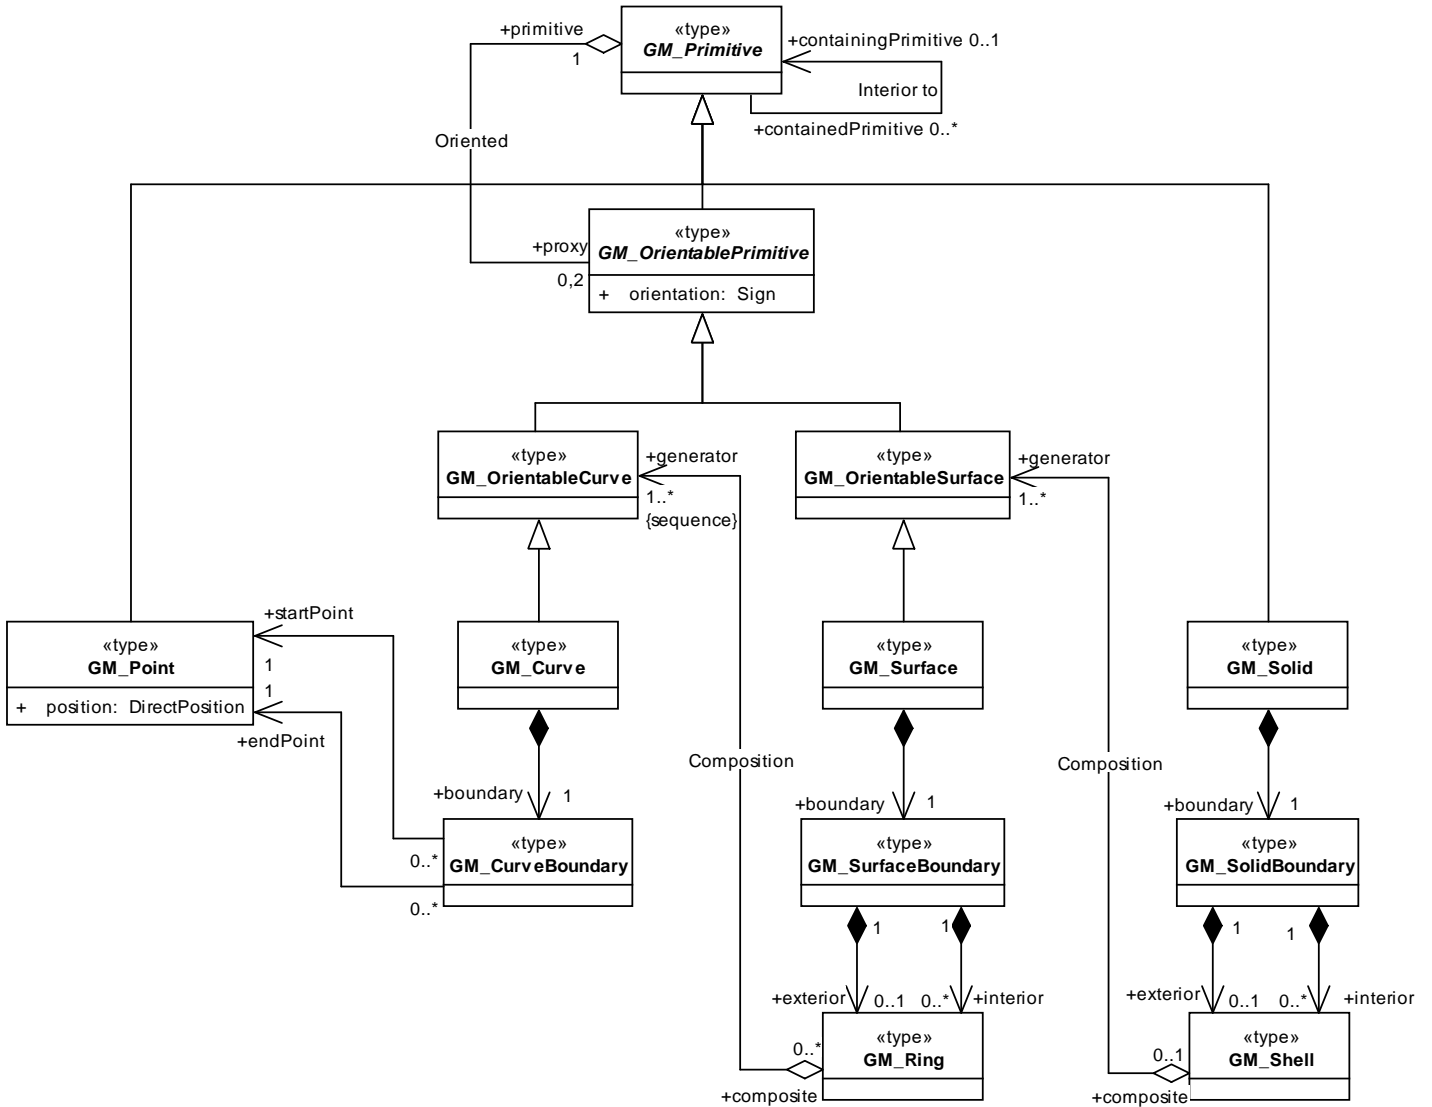 +primitive
1
«type»
GM_Primitive
+containingPrimitive 0..1
Interior to
+containedPrimitive 0..*
Oriented
+proxy
0,2
«type»
GM_OrientablePrimitive
+ orientation: Sign
«type»
GM_OrientableCurve
+generator
1..*
{sequence}
«type»
GM_OrientableSurface
+generator
1..*
«type»
GM_Point
+ position: DirectPosition
+startPoint
1
1
+endPoint
«type»
GM_Curve
«type»
GM_Surface
«type»
GM_Solid
Composition
Composition
+boundary 1
+boundary 1
+boundary 1
0..*
0..*
«type»
GM_CurveBoundary
«type»
GM_SurfaceBoundary
«type»
GM_SolidBoundary
1 1
1 1
+exterior 0..1 0..* +interior
+exterior 0..1 0..* +interior
0..*
+composite
«type»
GM_Ring
0..1
+composite
«type»
GM_Shell